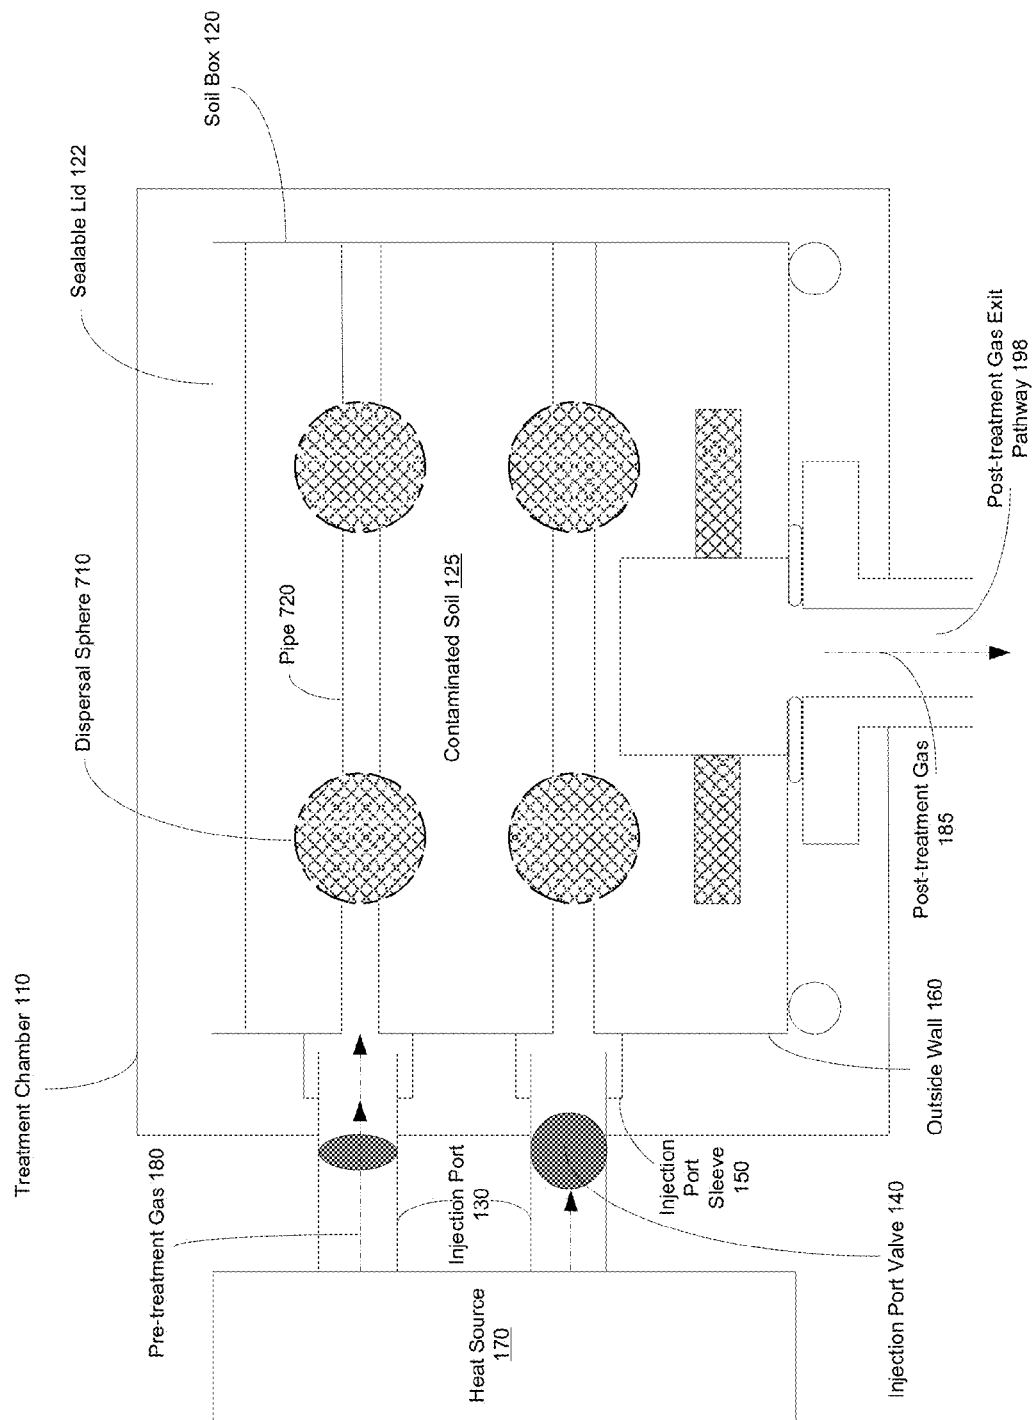 Treatment Chamber 110
Sealable Lid 122
Soil Box 120
Dispersal Sphere 710
Pipe 720
Contaminated Soil 125
Pre-treatment Gas 180
Injection Port
130
Heat Source
170
Injection
Port
Sleeve
150
Injection Port Valve 140
Outside Wall 160
Post-treatment Gas
185
Post-treatment Gas Exit
Pathway 198